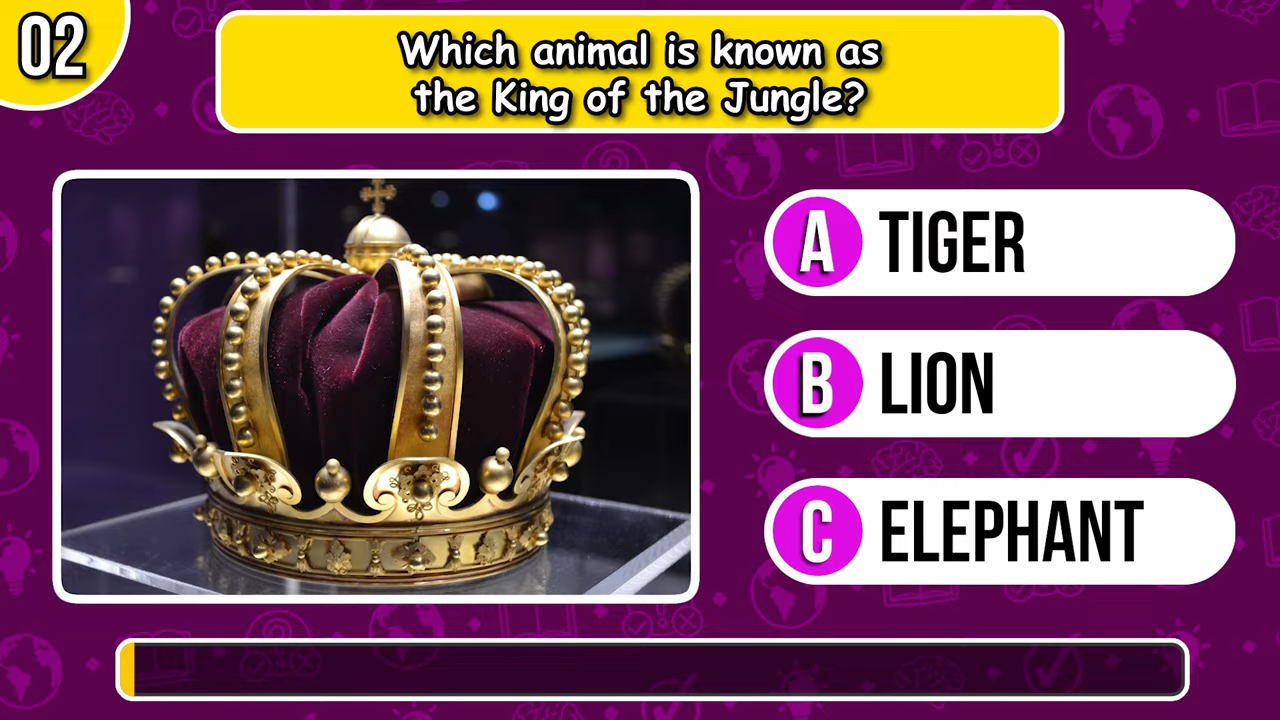 02
Which animal is known as
the King of the Jungle?
A TIGER
B LION
C ELEPHANT